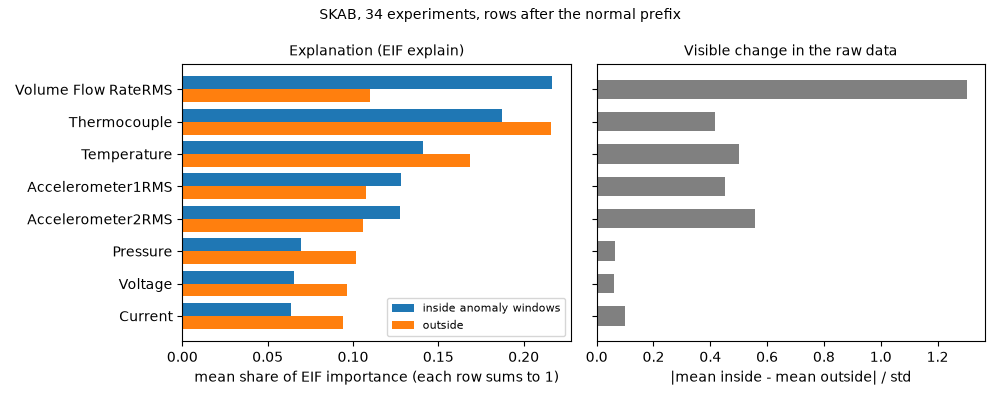 SKAB, 34 experiments, rows after the normal prefix
Explanation (EIF explain)
Volume Flow RateRMS
Thermocouple
Temperature
Accelerometer1RMS
Accelerometer2RMS
Pressure
Voltage
Current
inside anomaly windows
outside
0.00 0.05 0.10 0.15 0.20
mean share of EIF importance (each row sums to 1)
Visible change in the raw data
0.0 0.2 0.4 0.6 0.8 1.0 1.2
|mean inside - mean outside| / std